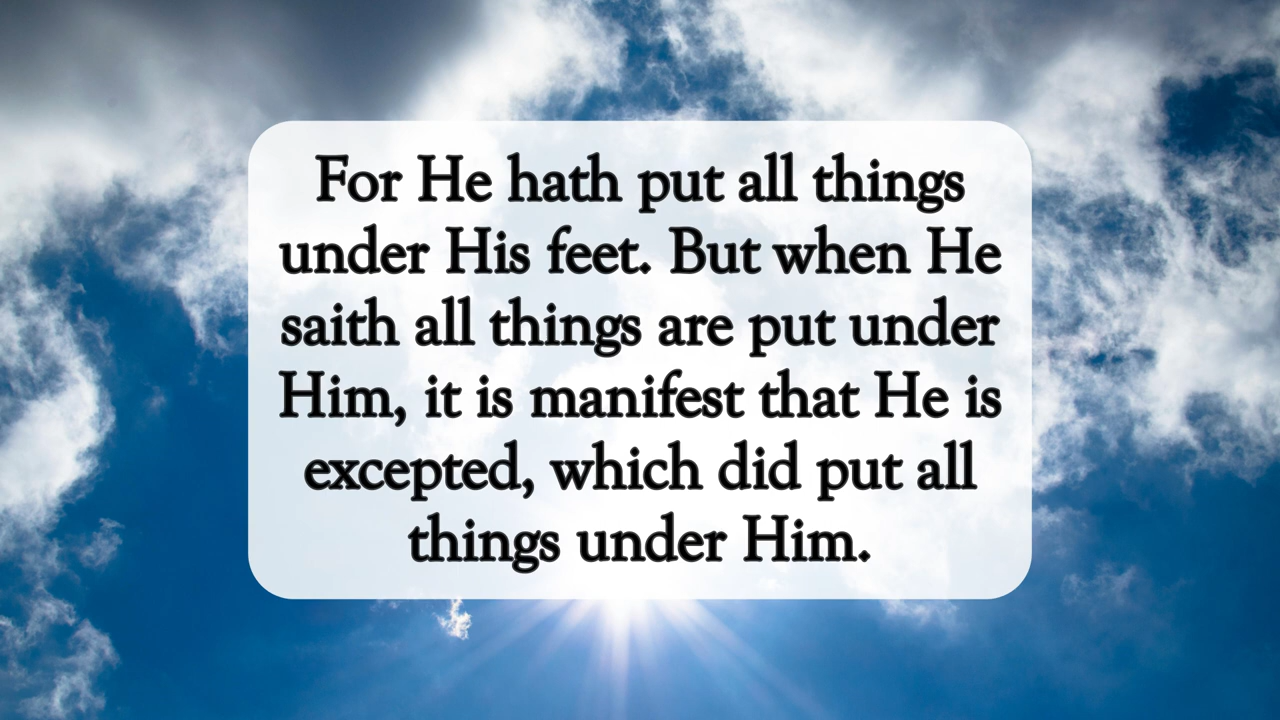 For He hath put all things
under His feet. But when He
saith all things are put under
Him, it is manifest that He is
excepted, which did put all
things under Him.